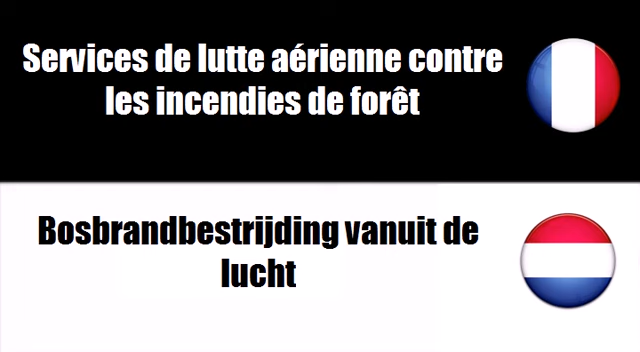 Services de lutte aérienne contre
les incendies de forêt
Bosbrandbestrijding vanuit de
lucht